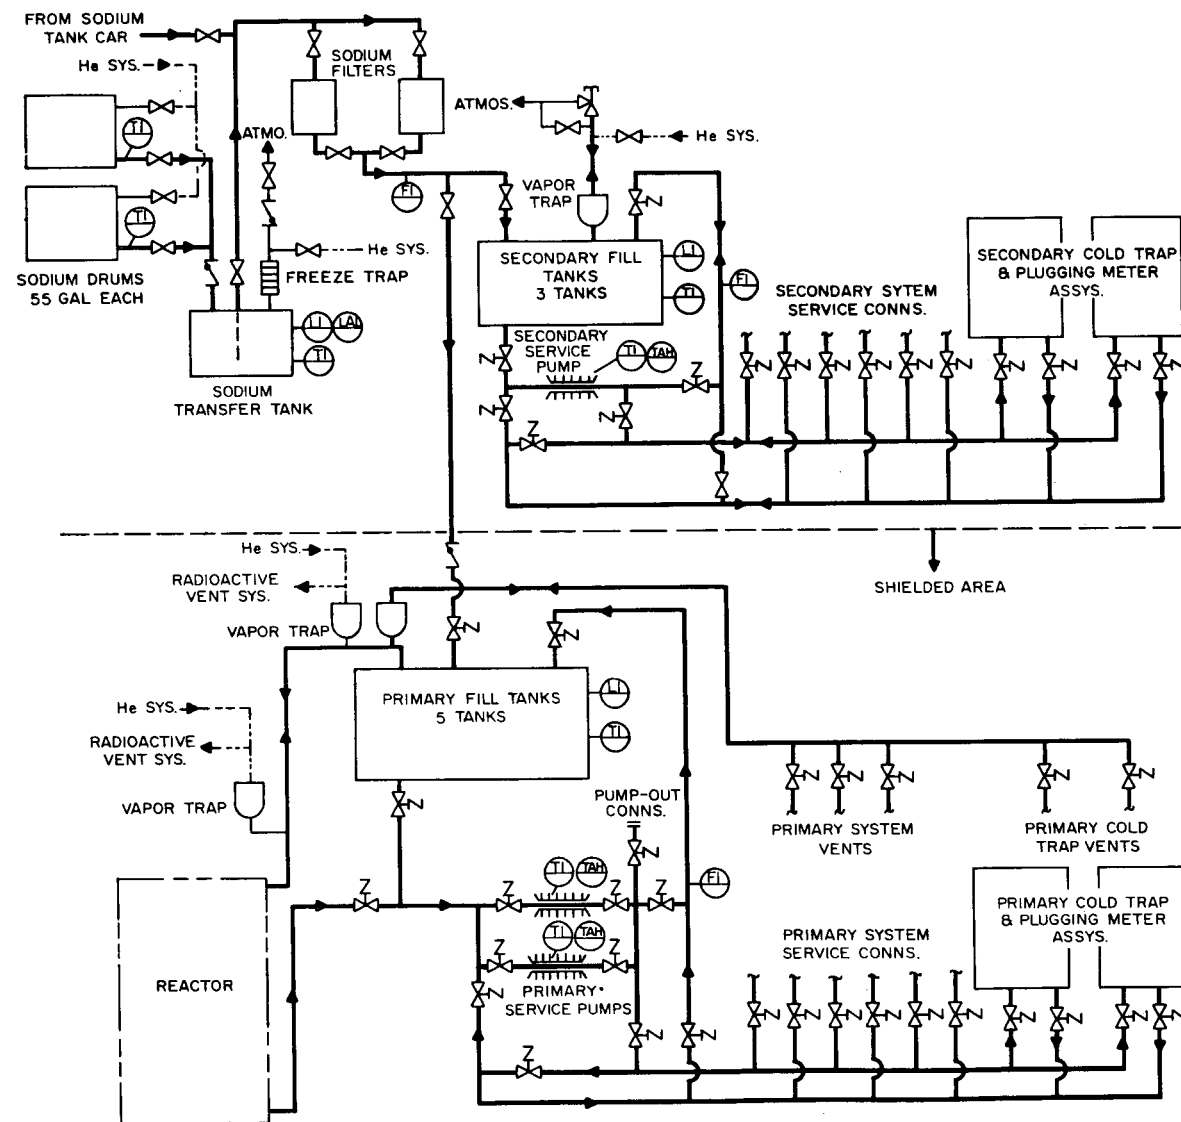 FROM SODIUM
TANK CAR
He SYS.
TI
TI
SODIUM DRUMS
55 GAL EACH
ATMO.
He SYS.
FREEZE TRAP
LI
LAL
TI
SODIUM
TRANSFER TANK
SODIUM
FILTERS
FI
ATMOS.
He SYS.
VAPOR
TRAP
Z
SECONDARY FILL
TANKS
3 TANKS
LI
TI
FI
SECONDARY
SERVICE
PUMP
TI
TAH
Z
Z
Z
Z
Z
SECONDARY SYTEM
SERVICE CONNS.
Z
Z
Z
Z
Z
Z
SECONDARY COLD TRAP
& PLUGGING METER
ASSYS.
Z
Z
Z
Z
SHIELDED AREA
He SYS.
RADIOACTIVE
VENT SYS.
VAPOR TRAP
Z
Z
PRIMARY FILL TANKS
5 TANKS
LI
TI
He SYS.
RADIOACTIVE
VENT SYS.
VAPOR TRAP
Z
PUMP-OUT
CONNS.
Z
Z
Z
Z
Z
Z
PRIMARY SYSTEM
VENTS
PRIMARY COLD
TRAP VENTS
REACTOR
Z
Z
TI
TAH
Z
Z
FI
Z
TI
TAH
Z
PRIMARY
SERVICE PUMPS
Z
Z
Z
Z
PRIMARY SYSTEM
SERVICE CONNS.
Z
Z
Z
Z
Z
Z
PRIMARY COLD TRAP
& PLUGGING METER
ASSYS.
Z
Z
Z
Z